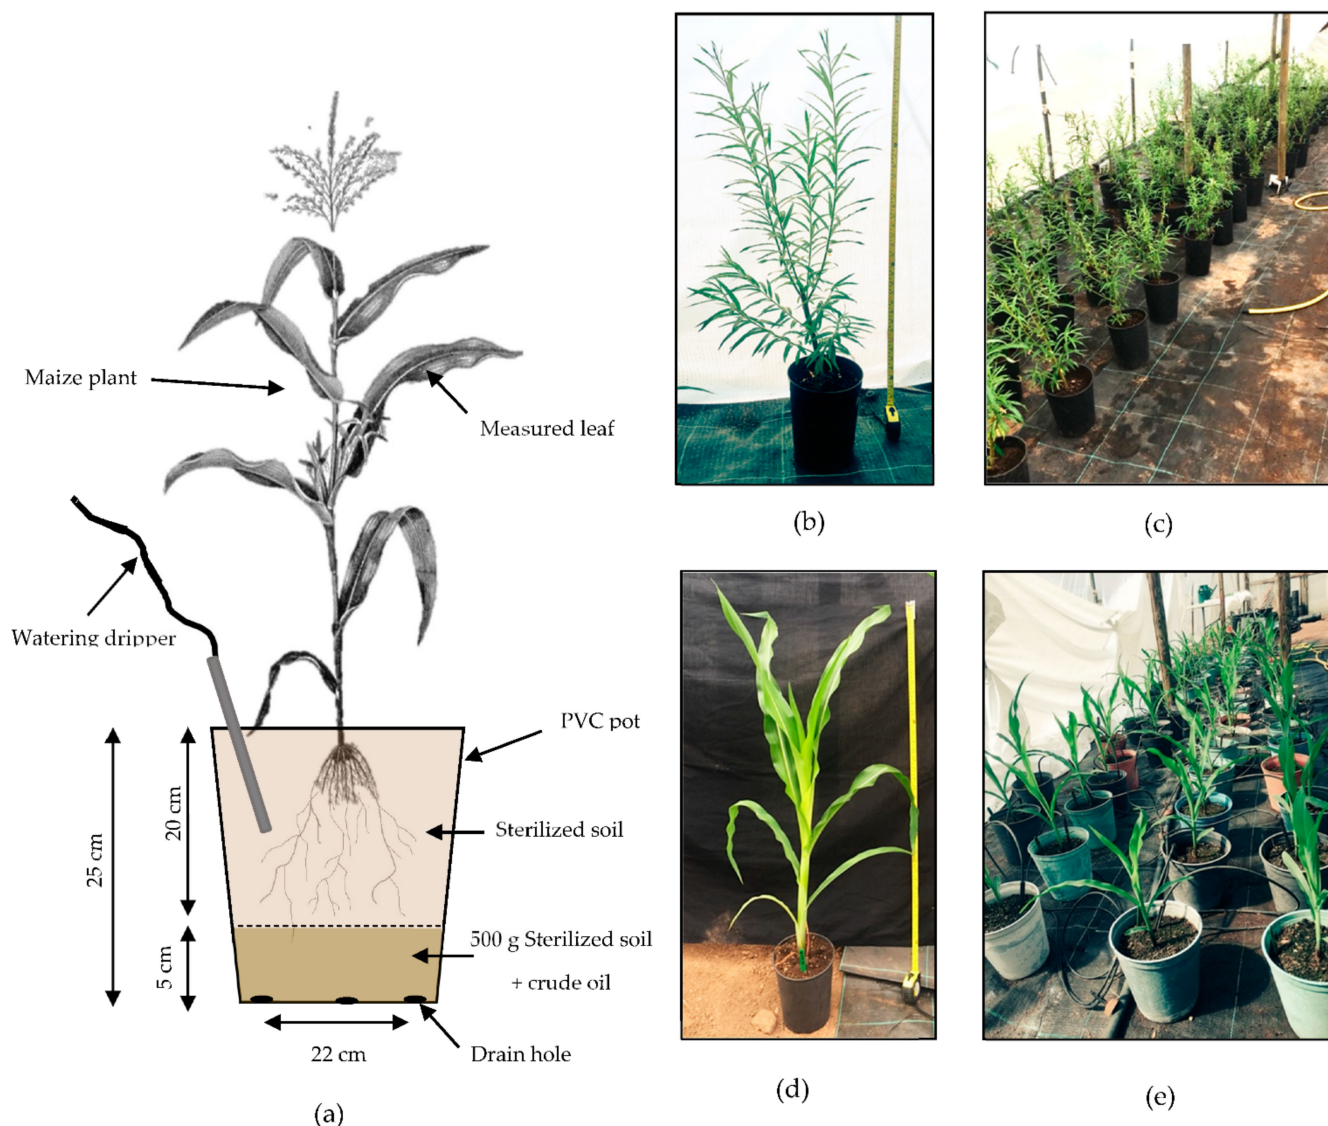 Maize plant
Measured leaf
Watering dripper
PVC pot
20 cm
25 cm
Sterilized soil
5 cm
500 g Sterilized soil
+ crude oil
22 cm
Drain hole
(a)
(b)
(c)
(d)
(e)